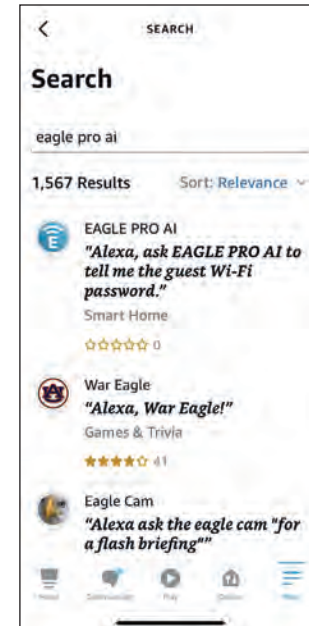 SEARCH
Search
eagle pro ai
1,567 Results Sort: Relevance
E
EAGLE PRO AI
"Alexa, ask EAGLE PRO AI to
tell me the guest Wi-Fi
password."
Smart Home
0
War Eagle
"Alexa, War Eagle!"
Games & Trivia
41
Eagle Cam
"Alexa ask the eagle cam "for
a flash briefing""
Play